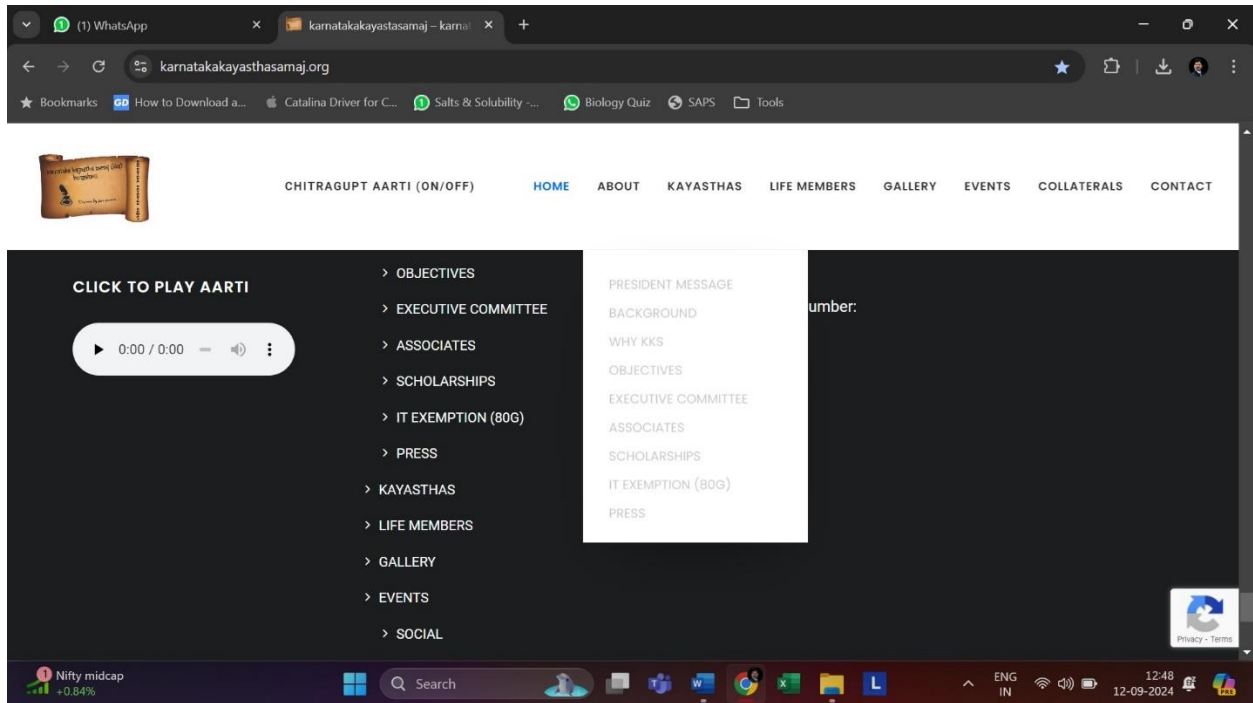 (1) WhatsApp
karnatakakayastasamaj – karnat
karnatakakayasthasamaj.org
Bookmarks
How to Download a...
Catalina Driver for C...
Salts & Solubility -...
Biology Quiz
SAPS
Tools
CHITRAGUPT AARTI (ON/OFF) HOME ABOUT KAYASTHAS LIFE MEMBERS GALLERY EVENTS COLLATERALS CONTACT
CLICK TO PLAY AARTI
0:00 / 0:00
OBJECTIVES
EXECUTIVE COMMITTEE
ASSOCIATES
SCHOLARSHIPS
IT EXEMPTION (80G)
PRESS
KAYASTHAS
LIFE MEMBERS
GALLERY
EVENTS
SOCIAL
PRESIDENT MESSAGE
BACKGROUND
WHY KKS
OBJECTIVES
EXECUTIVE COMMITTEE
ASSOCIATES
SCHOLARSHIPS
IT EXEMPTION (80G)
PRESS
umber:
Privacy - Terms
1
Nifty midcap
+0.84%
Search
ENG
IN
12:48
12-09-2024
PRE